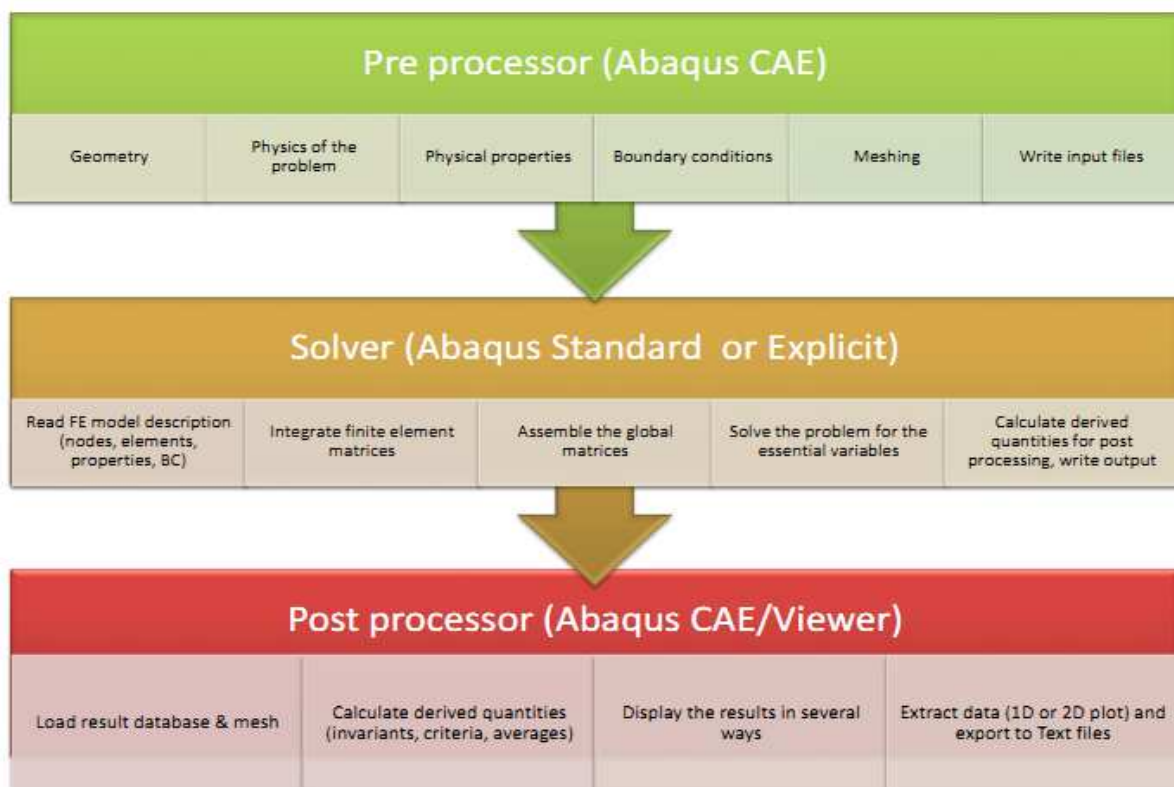 Pre processor (Abaqus CAE)
Geometry
Physics of the
problem
Physical properties
Boundary conditions
Meshing
Write input files
Solver (Abaqus Standard or Explicit)
Read FE model description
(nodes, elements,
properties, BC)
Integrate finite element
matrices
Assemble the global
matrices
Solve the problem for the
essential variables
Calculate derived
quantities for post
processing, write output
Post processor (Abaqus CAE/Viewer)
Load result database & mesh
Calculate derived quantities
(invariants, criteria, averages)
Display the results in several
ways
Extract data (1D or 2D plot) and
export to Text files